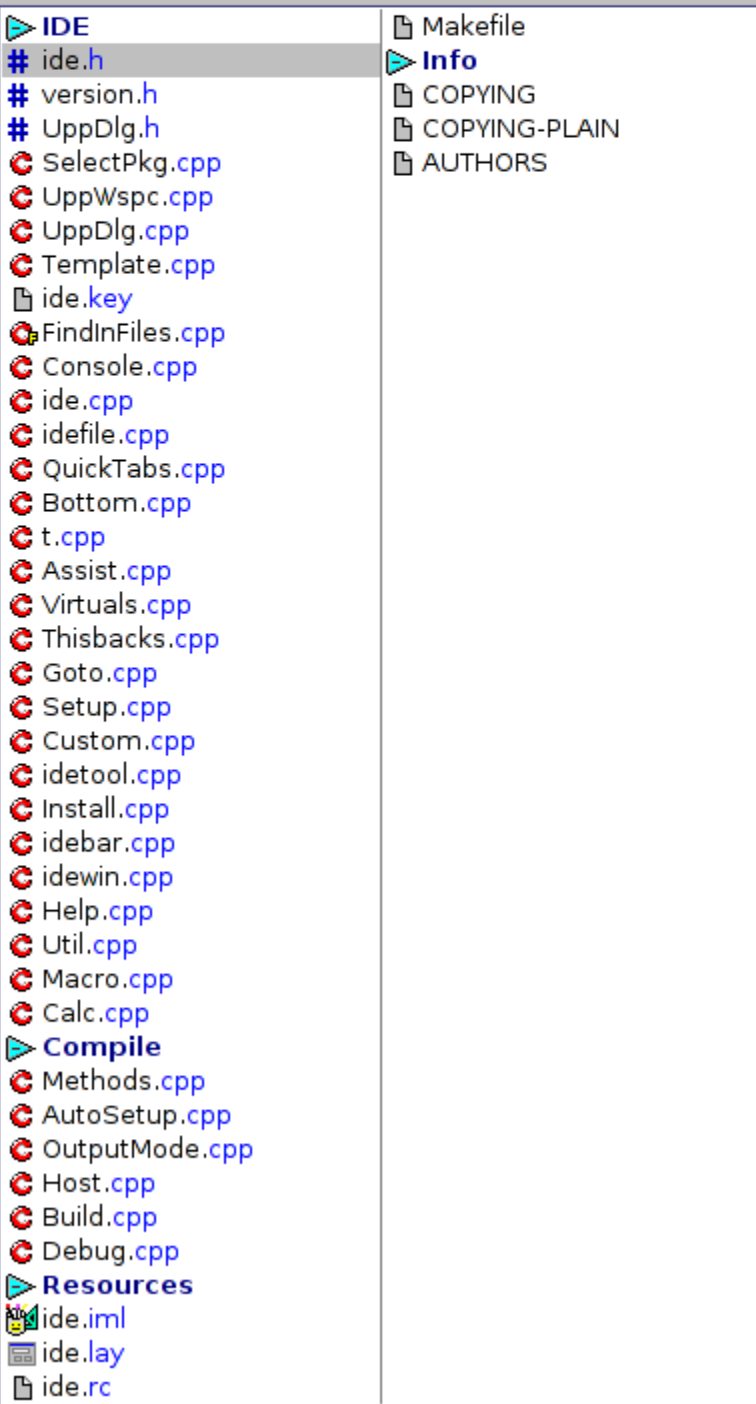 IDE
ide.h
version.h
UppDlg.h
SelectPkg.cpp
UppWspc.cpp
UppDlg.cpp
Template.cpp
ide.key
FindInFiles.cpp
Console.cpp
ide.cpp
idefile.cpp
QuickTabs.cpp
Bottom.cpp
t.cpp
Assist.cpp
Virtuals.cpp
Thisbacks.cpp
Goto.cpp
Setup.cpp
Custom.cpp
idetool.cpp
Install.cpp
idebar.cpp
idewin.cpp
Help.cpp
Util.cpp
Macro.cpp
Calc.cpp
Compile
Methods.cpp
AutoSetup.cpp
OutputMode.cpp
Host.cpp
Build.cpp
Debug.cpp
Resources
ide.iml
ide.lay
ide.rc
Makefile
Info
COPYING
COPYING-PLAIN
AUTHORS